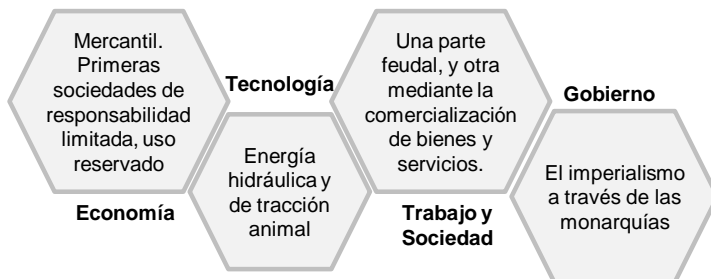 Mercantil.
Primeras
sociedades de
responsabilidad
limitada, uso
reservado
Economía
Tecnología
Energía
hidráulica y
de tracción
animal
Una parte
feudal, y otra
mediante la
comercialización
de bienes y
servicios.
Trabajo y
Sociedad
Gobierno
El imperialismo
a través de las
monarquías